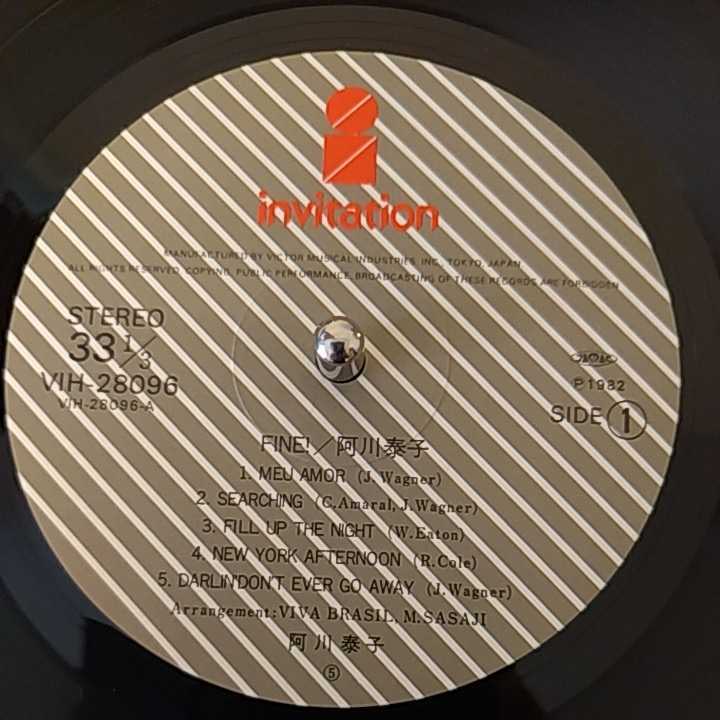 invitation
MANUFACTURED BY VICTOR MUSICAL INDUSTRIES, INC., TOKYO, JAPAN
ALL RIGHTS RESERVED, COPYING, PUBLIC PERFORMANCE, BROADCASTING OF THESE RECORDS ARE FORBIDDEN
STEREO
33 1/3
VIH-28096
VIH-28096-A
℗1982
SIDE 1
FINE!／阿川泰子
1. MEU AMOR (J. Wagner)
2. SEARCHING (C. Amaral, J. Wagner)
3. FILL UP THE NIGHT (W. Eaton)
4. NEW YORK AFTERNOON (R. Cole)
5. DARLIN'DON'T EVER GO AWAY (J. Wagner)
Arrangement: VIVA BRASIL, M. SASAJI
阿川泰子
⑤